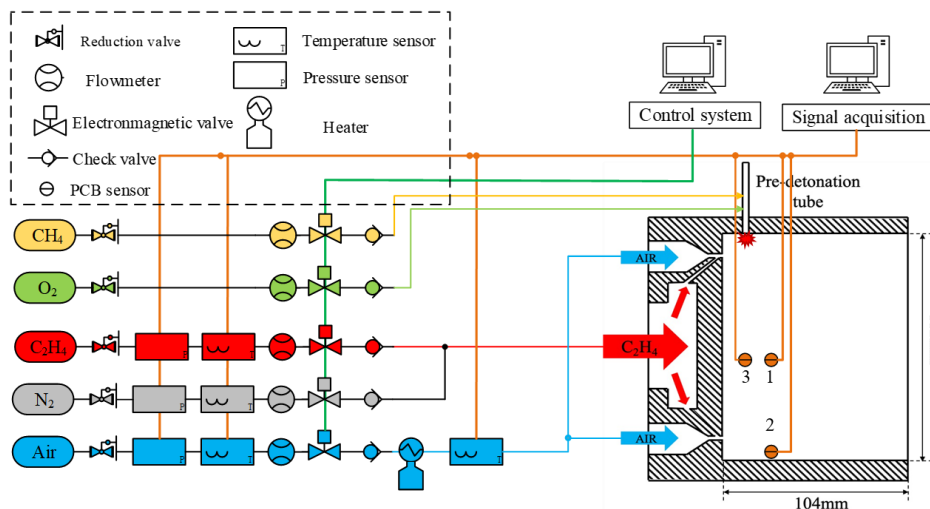 Reduction valve
Temperature sensor
T
Flowmeter
Pressure sensor
P
Electronmagnetic valve
Heater
Check valve
PCB sensor
Control system
Signal acquisition
Pre-detonation
tube
CH₄
O₂
C₂H₄
P
T
N₂
P
T
Air
P
T
T
AIR
C₂H₄
AIR
3
1
2
104mm